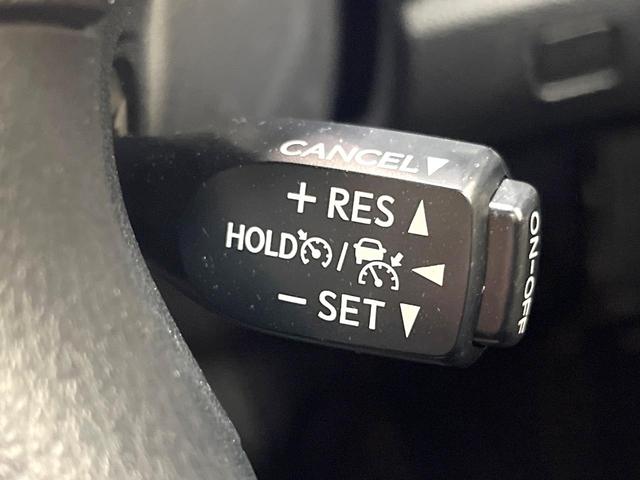 CANCEL▼
+ RES ▲
HOLD / ◀
− SET ▼
ON-OFF